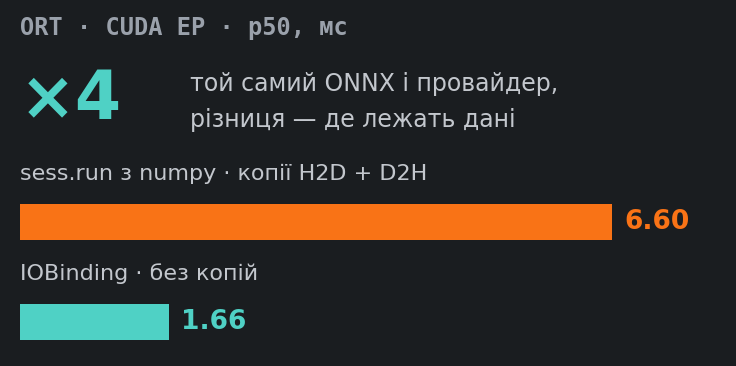 ORT · CUDA EP · p50, мс
×4
той самий ONNX і провайдер,
різниця — де лежать дані
sess.run з numpy · копії H2D + D2H
6.60
IOBinding · без копій
1.66